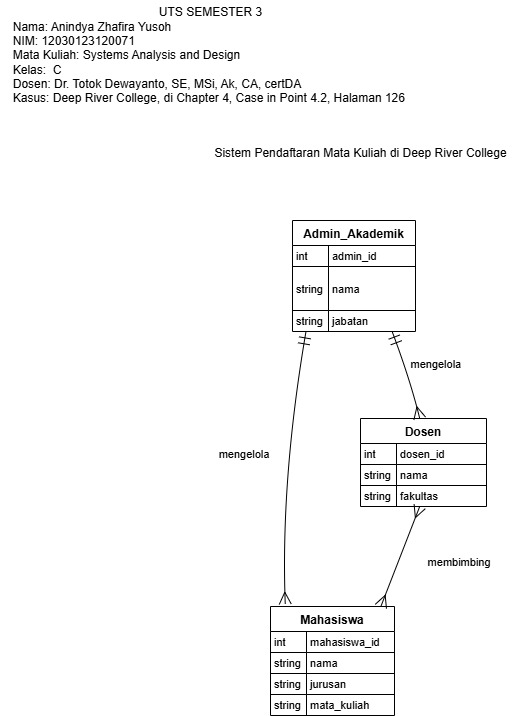 UTS SEMESTER 3
Nama: Anindya Zhafira Yusoh
NIM: 12030123120071
Mata Kuliah: Systems Analysis and Design
Kelas: C
Dosen: Dr. Totok Dewayanto, SE, MSi, Ak, CA, certDA
Kasus: Deep River College, di Chapter 4, Case in Point 4.2, Halaman 126
Sistem Pendaftaran Mata Kuliah di Deep River College
Admin_Akademik
int admin_id
string nama
string jabatan
mengelola
Dosen
int dosen_id
string nama
string fakultas
mengelola
membimbing
Mahasiswa
int mahasiswa_id
string nama
string jurusan
string mata_kuliah